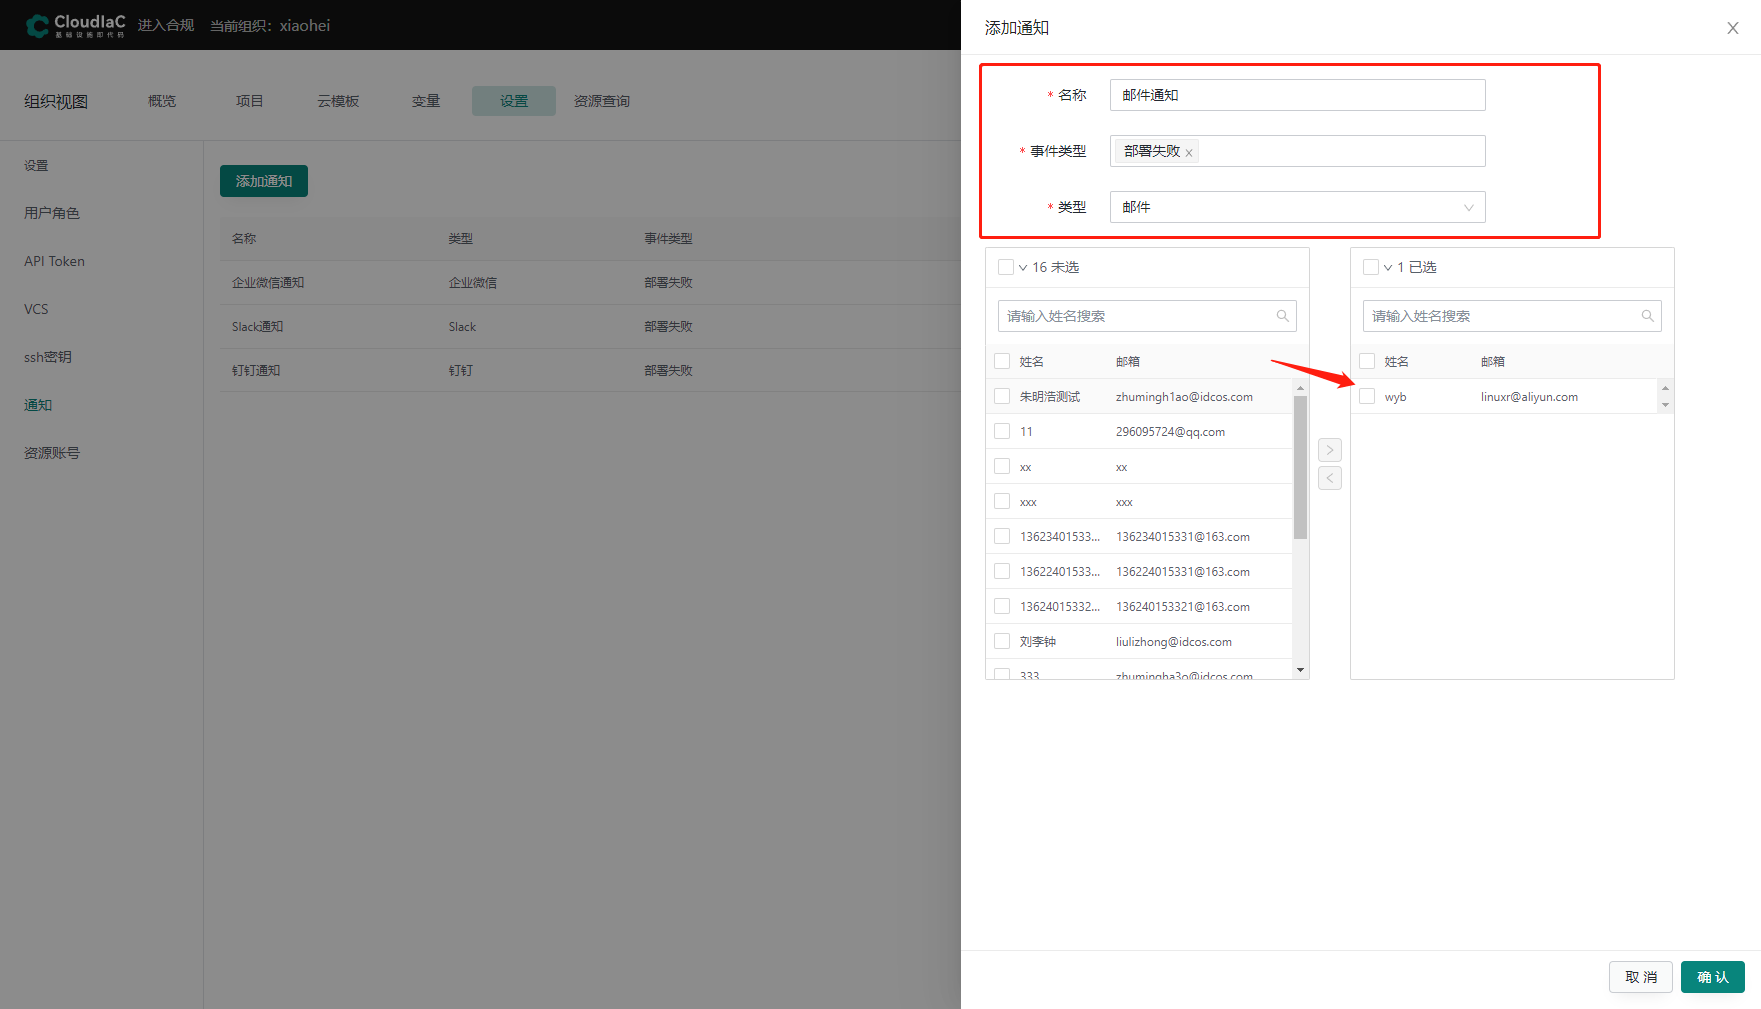 CloudIaC
基础设施即代码
进入合规
当前组织：xiaohei
组织视图
概览
项目
云模板
变量
设置
资源查询
设置
用户角色
API Token
VCS
ssh密钥
通知
资源账号
添加通知
名称 类型 事件类型
企业微信通知 企业微信 部署失败
Slack通知 Slack 部署失败
钉钉通知 钉钉 部署失败
添加通知
* 名称 邮件通知
* 事件类型 部署失败 x
* 类型 邮件
16 未选
请输入姓名搜索
姓名 邮箱
朱明浩测试 zhumingh1ao@idcos.com
11 296095724@qq.com
xx xx
xxx xxx
1362340153... 136234015331@163.com
1362240153... 136224015331@163.com
1362401532... 136240153321@163.com
刘李钟 liulizhong@idcos.com
333 zhumingha3o@idcos.com
1 已选
请输入姓名搜索
姓名 邮箱
wyb linuxr@aliyun.com
取 消
确 认